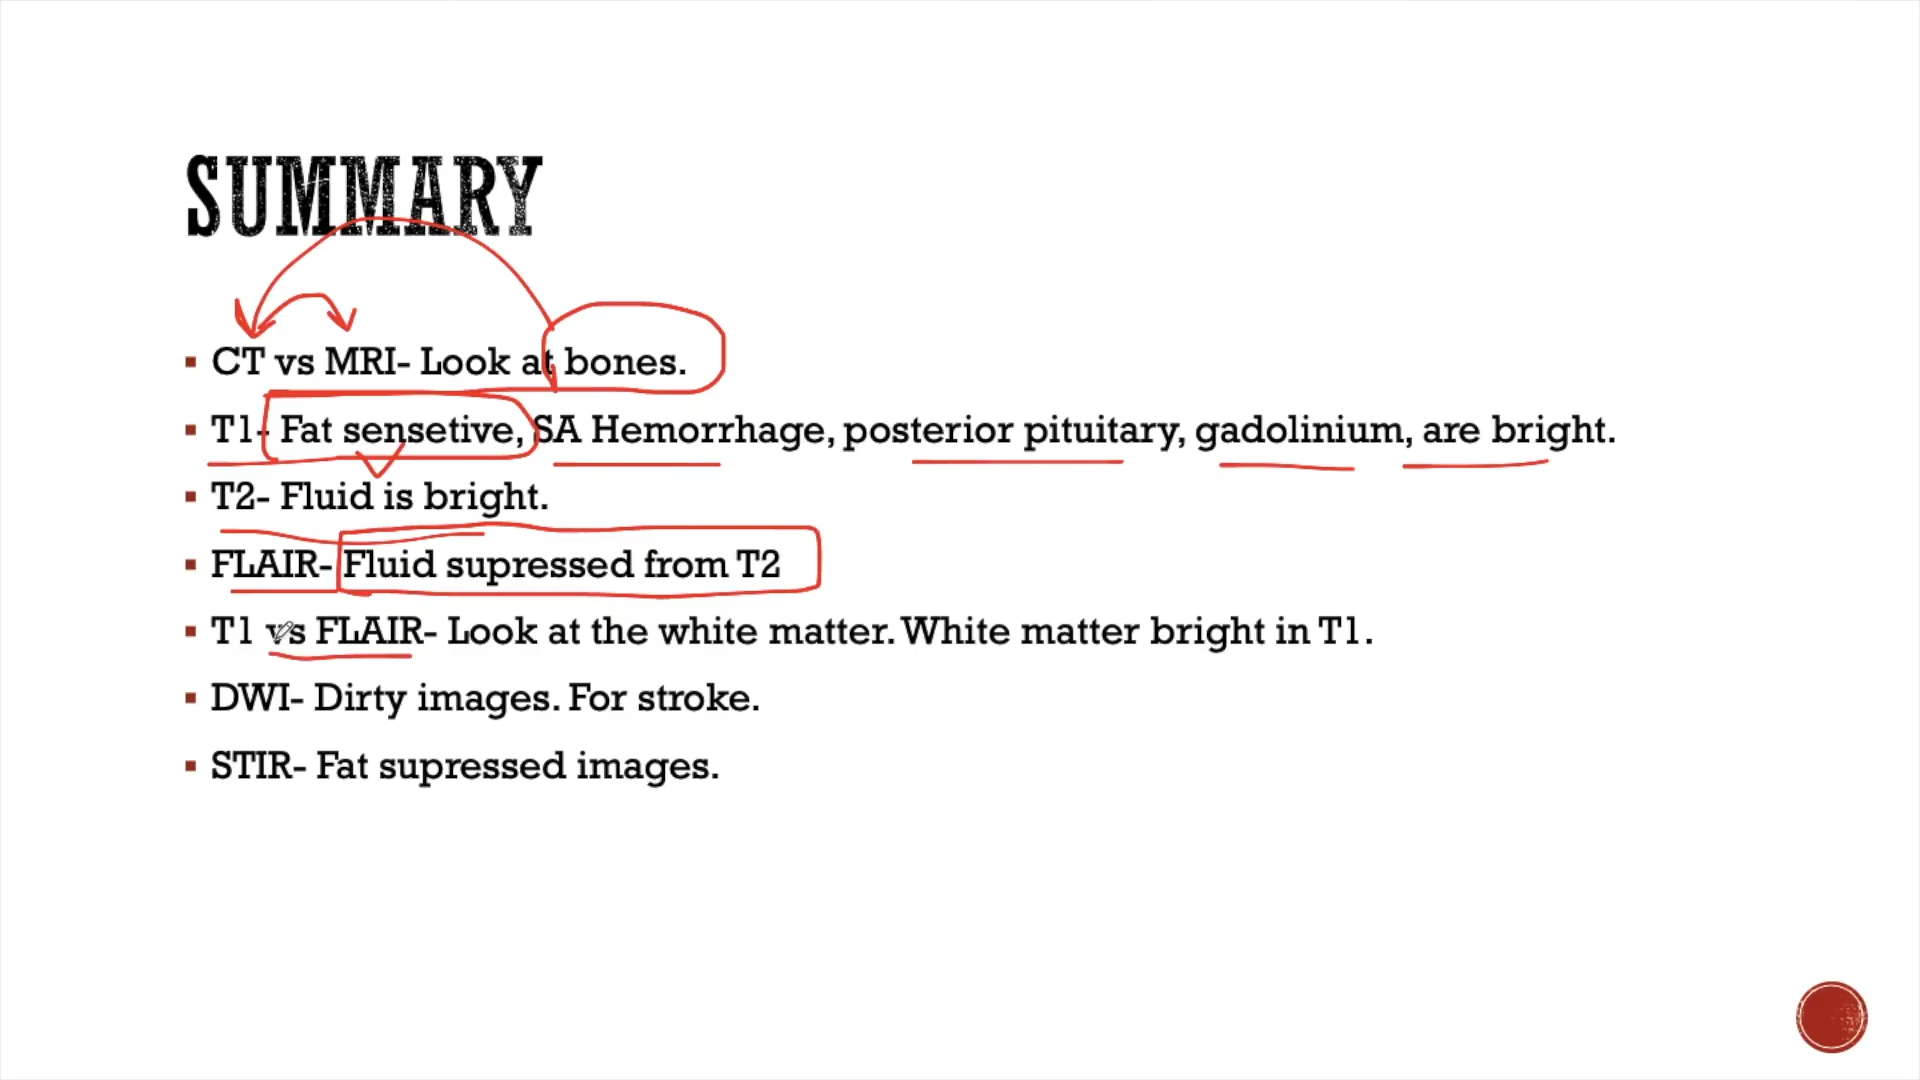 SUMMARY
CT vs MRI- Look at bones.
T1- Fat sensetive, SA Hemorrhage, posterior pituitary, gadolinium, are bright.
T2- Fluid is bright.
FLAIR- Fluid supressed from T2
T1 vs FLAIR- Look at the white matter. White matter bright in T1.
DWI- Dirty images. For stroke.
STIR- Fat supressed images.